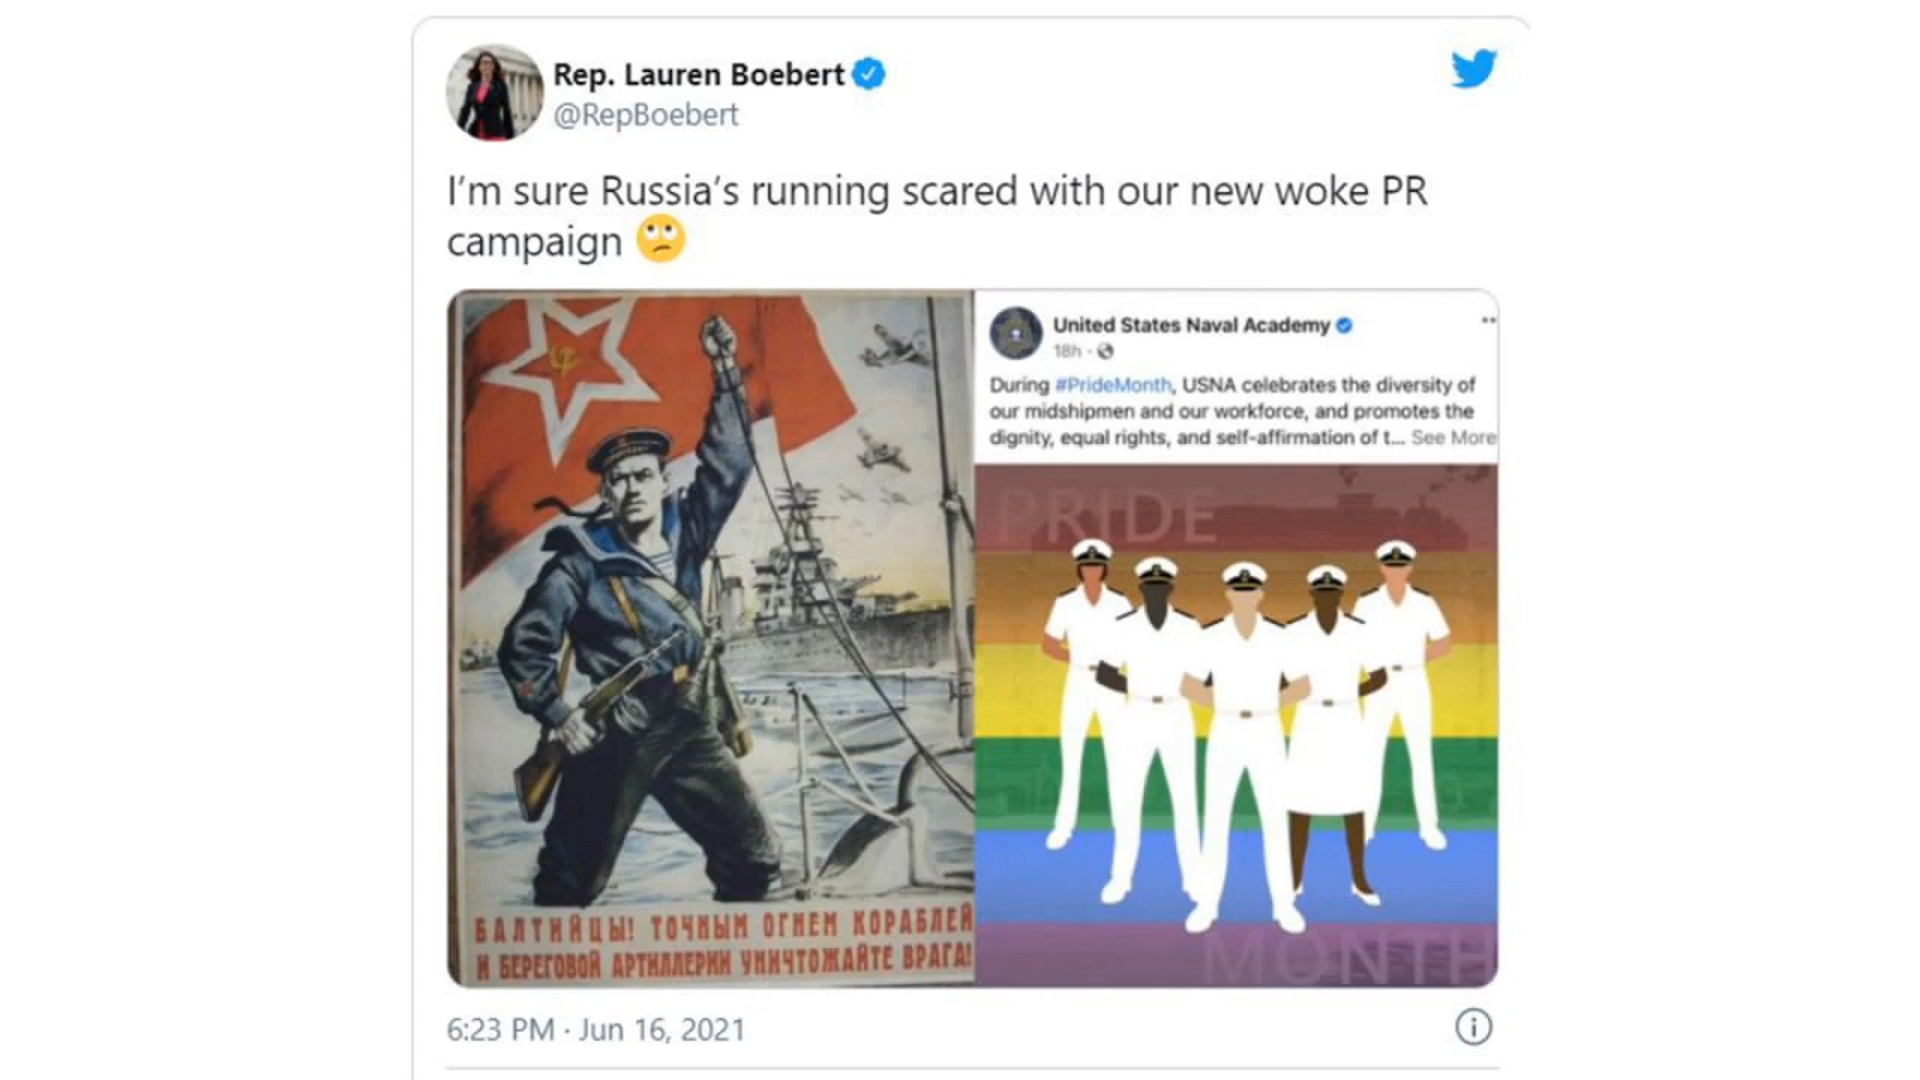 Rep. Lauren Boebert
@RepBoebert
I'm sure Russia's running scared with our new woke PR
campaign 🙄
БАЛТИЙЦЫ! ТОЧНЫМ ОГНЕМ КОРАБЛЕЙ
И БЕРЕГОВОЙ АРТИЛЛЕРИИ УНИЧТОЖАЙТЕ ВРАГА!
United States Naval Academy
18h ·
During #PrideMonth, USNA celebrates the diversity of
our midshipmen and our workforce, and promotes the
dignity, equal rights, and self-affirmation of t... See More
PRIDE
MONTH
6:23 PM · Jun 16, 2021